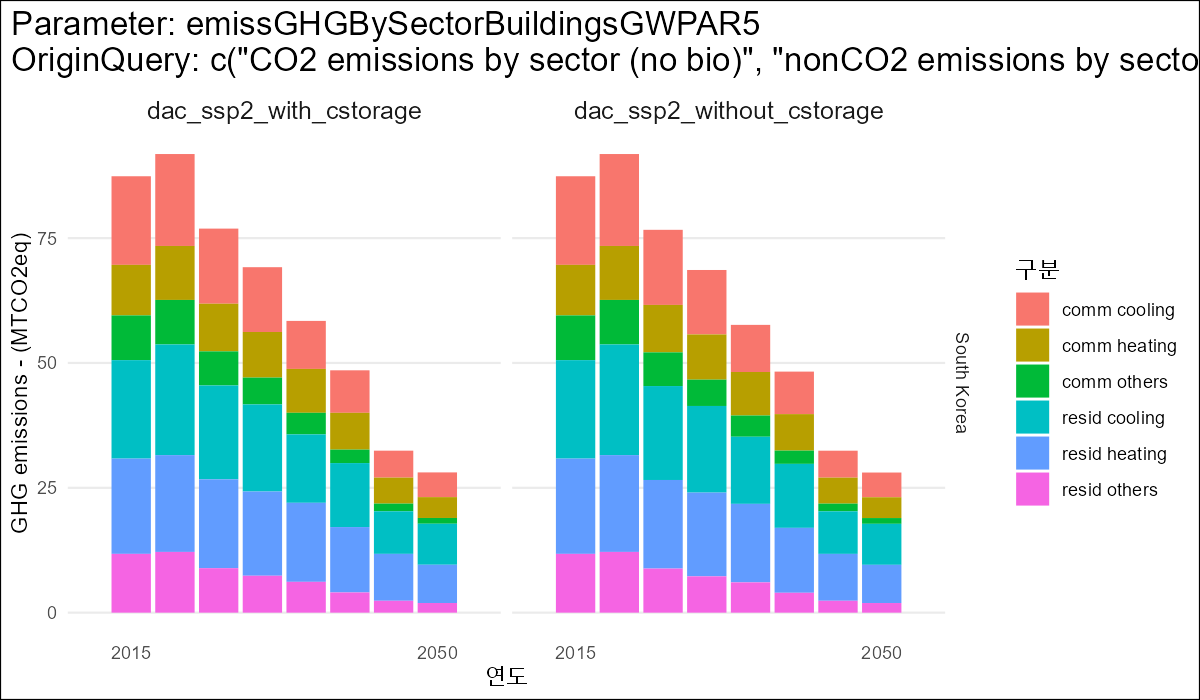 Parameter: emissGHGBySectorBuildingsGWPAR5
OriginQuery: c("CO2 emissions by sector (no bio)", "nonCO2 emissions by secto
dac_ssp2_with_cstorage
dac_ssp2_without_cstorage
GHG emissions - (MTCO2eq)
75
50
25
0
2015
2050
2015
2050
연도
South Korea
구분
comm cooling
comm heating
comm others
resid cooling
resid heating
resid others